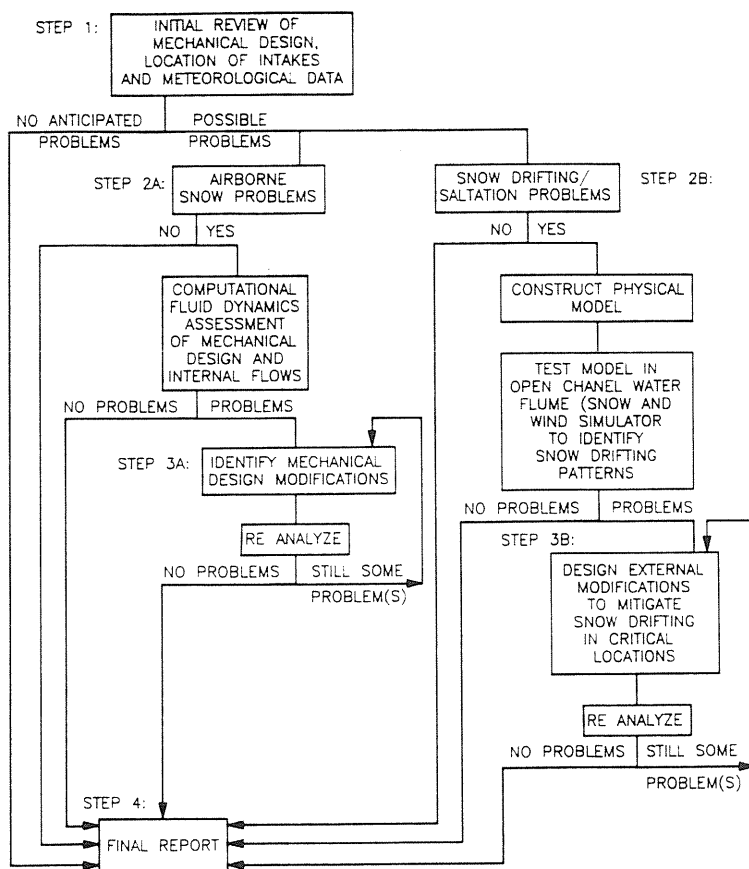 STEP 1:
INITIAL REVIEW OF
MECHANICAL DESIGN,
LOCATION OF INTAKES
AND METEOROLOGICAL DATA
NO ANTICIPATED
PROBLEMS
POSSIBLE
PROBLEMS
STEP 2A:
AIRBORNE
SNOW PROBLEMS
SNOW DRIFTING/
SALTATION PROBLEMS
STEP 2B:
NO
YES
NO
YES
COMPUTATIONAL
FLUID DYNAMICS
ASSESSMENT
OF MECHANICAL
DESIGN AND
INTERNAL FLOWS
CONSTRUCT PHYSICAL
MODEL
TEST MODEL IN
OPEN CHANEL WATER
FLUME (SNOW AND
WIND SIMULATOR
TO IDENTIFY
SNOW DRIFTING
PATTERNS
NO PROBLEMS
PROBLEMS
STEP 3A:
IDENTIFY MECHANICAL
DESIGN MODIFICATIONS
RE ANALYZE
NO PROBLEMS
STILL SOME
PROBLEM(S)
NO PROBLEMS
PROBLEMS
STEP 3B:
DESIGN EXTERNAL
MODIFICATIONS
TO MITIGATE
SNOW DRIFTING
IN CRITICAL
LOCATIONS
RE ANALYZE
NO PROBLEMS
STILL SOME
PROBLEM(S)
STEP 4:
FINAL REPORT